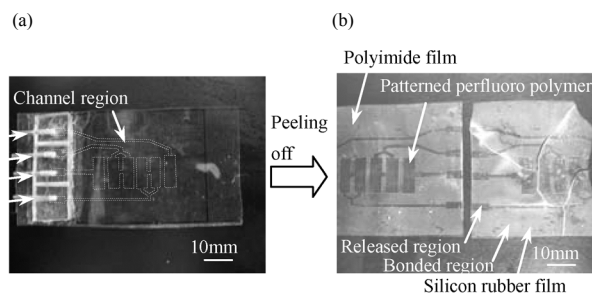 (a)
(b)
Polyimide film
Channel region
Patterned perfluoro polymer
Peeling
off
10mm
Released region
Bonded region
10mm
Silicon rubber film